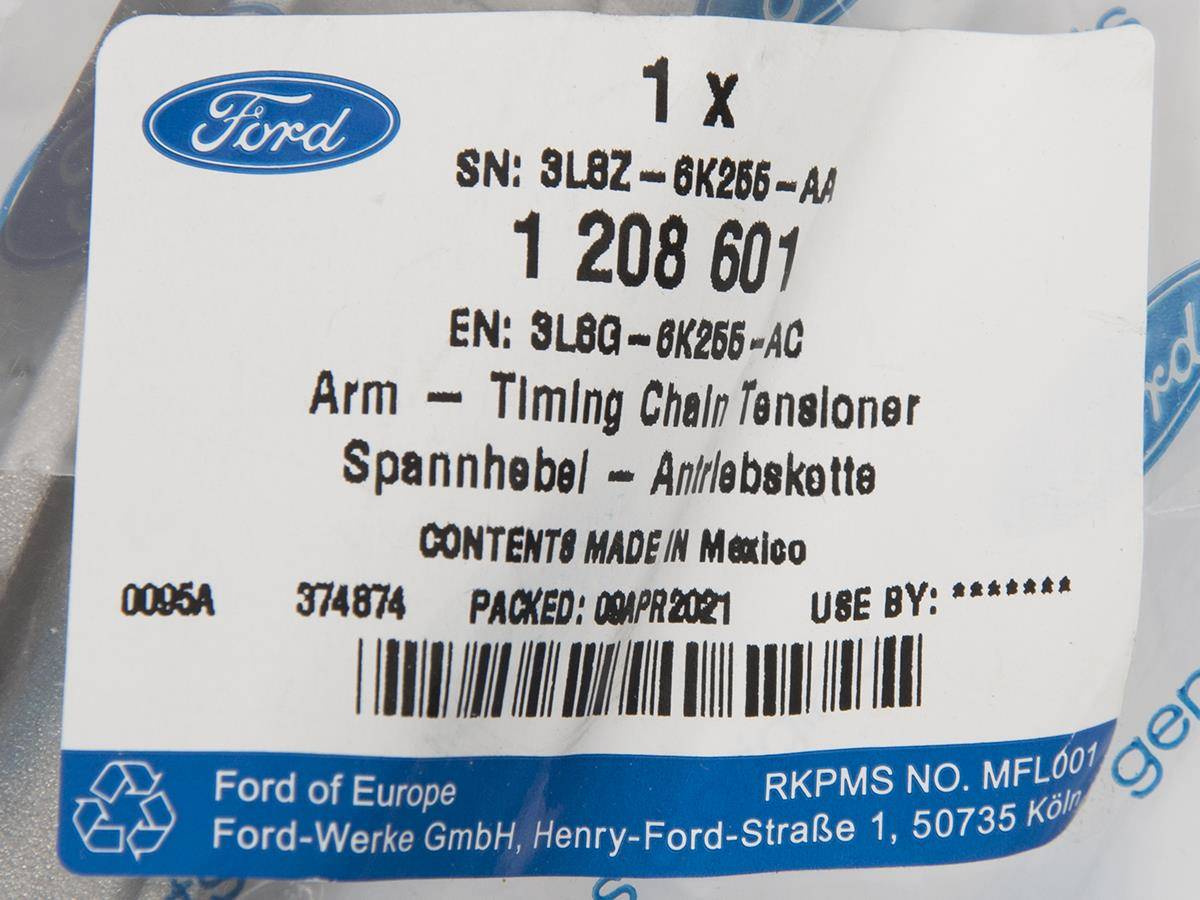 Ford
1 x
SN: 3L8Z-6K255-AA
1 208 601
EN: 3L8G-6K255-AC
Arm - Timing Chain Tensioner
Spannhebel - Antriebskette
CONTENTS MADE IN Mexico
0095A 374874 PACKED: 09APR2021 USE BY: *******
Ford of Europe RKPMS NO. MFL001
Ford-Werke GmbH, Henry-Ford-Straße 1, 50735 Köln